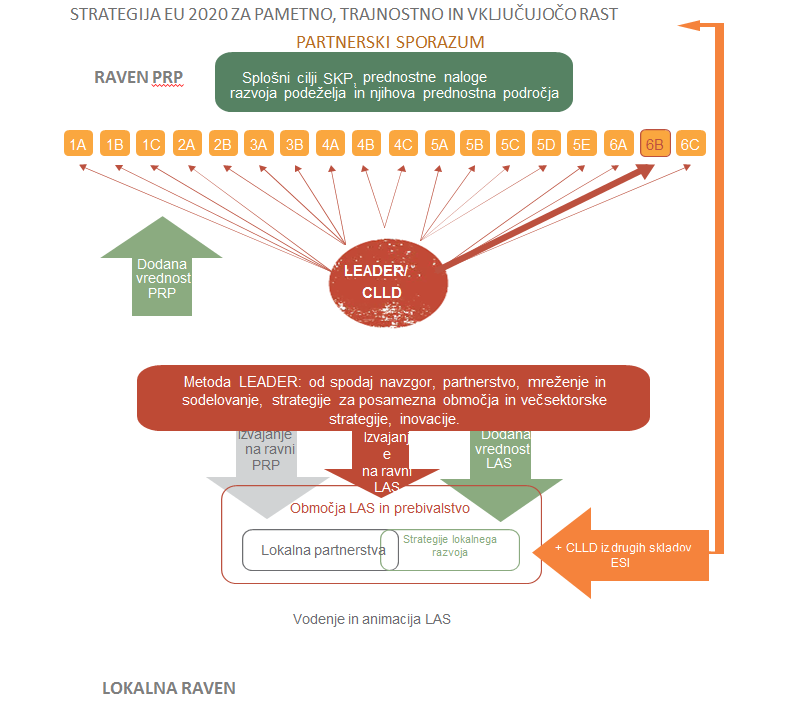 STRATEGIJA EU 2020 ZA PAMETNO, TRAJNOSTNO IN VKLJUČUJOČO RAST
PARTNERSKI SPORAZUM
RAVEN PRP
Splošni cilji SKP, prednostne naloge
razvoja podeželja in njihova prednostna področja
1A 1B 1C 2A 2B 3A 3B 4A 4B 4C 5A 5B 5C 5D 5E 6A 6B 6C
Dodana
vrednost
PRP
LEADER/
CLLD
Metoda LEADER: od spodaj navzgor, partnerstvo, mreženje in
sodelovanje, strategije za posamezna območja in večsektorske
strategije, inovacije.
Izvajanje
na ravni
PRP
Izvajanj
e
na ravni
LAS
Dodana
vrednost
LAS
Območja LAS in prebivalstvo
Lokalna partnerstva
Strategije lokalnega
razvoja
+ CLLD iz drugih skladov
ESI
Vodenje in animacija LAS
LOKALNA RAVEN